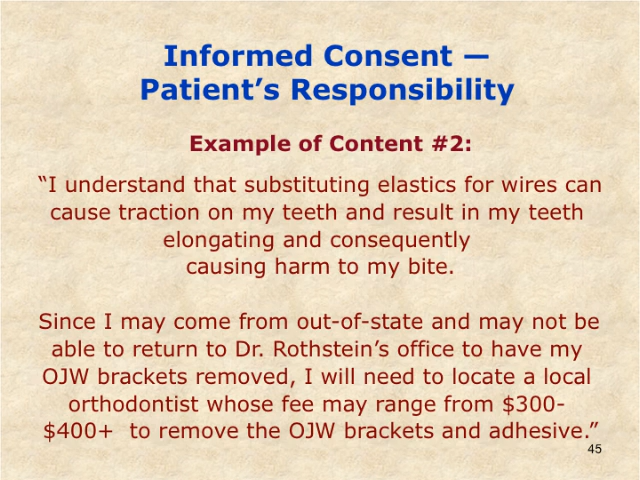 Informed Consent —
Patient’s Responsibility
Example of Content #2:
“I understand that substituting elastics for wires can
cause traction on my teeth and result in my teeth
elongating and consequently
causing harm to my bite.
Since I may come from out-of-state and may not be
able to return to Dr. Rothstein’s office to have my
OJW brackets removed, I will need to locate a local
orthodontist whose fee may range from $300-
$400+  to remove the OJW brackets and adhesive.”
45